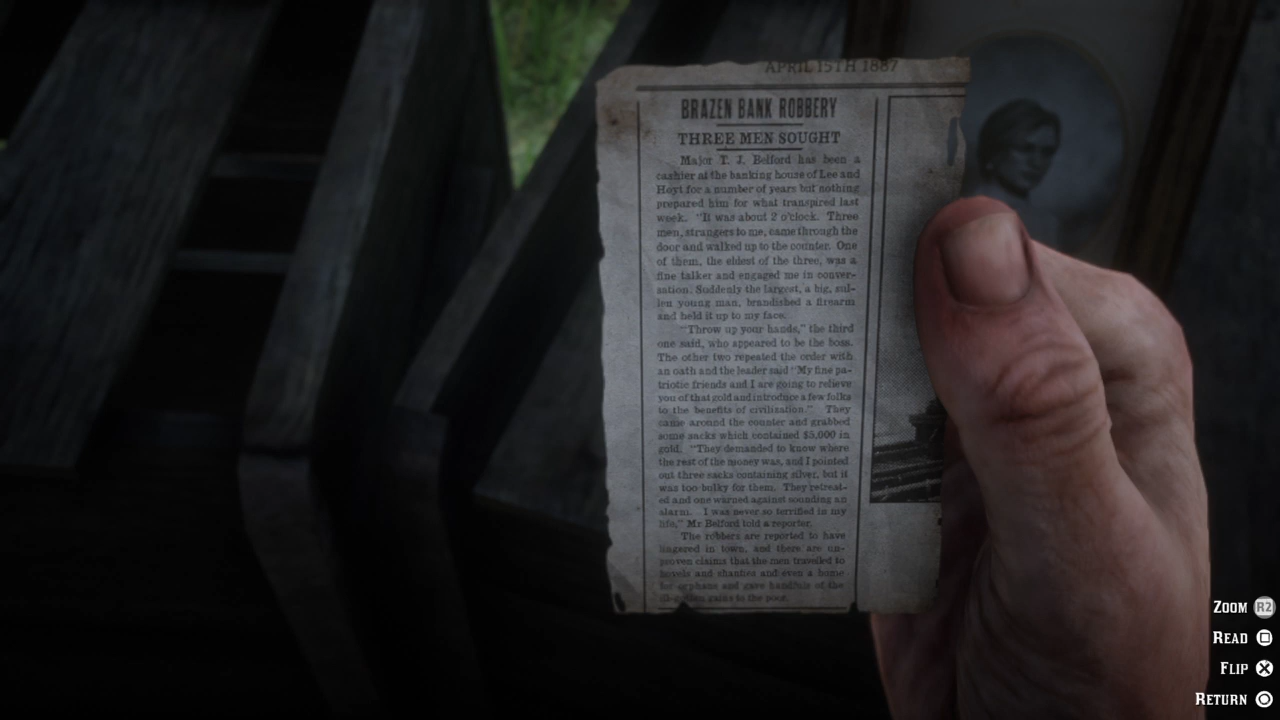 APRIL 15TH 1887
BRAZEN BANK ROBBERY
THREE MEN SOUGHT
Major T. J. Belford has been a
cashier at the banking house of Lee and
Hoyt for a number of years but nothing
prepared him for what transpired last
week. "It was about 2 o'clock. Three
men, strangers to me, came through the
door and walked up to the counter. One
of them, the eldest of the three, was a
fine talker and engaged me in conver-
sation. Suddenly the largest, a big, sul-
len young man, brandished a firearm
and held it up to my face.
"Throw up your hands," the third
one said, who appeared to be the boss.
The other two repeated the order with
an oath and the leader said "My fine pa-
triotic friends and I are going to relieve
you of that gold and introduce a few folks
to the benefits of civilization." They
came around the counter and grabbed
some sacks which contained $5,000 in
gold. "They demanded to know where
the rest of the money was, and I pointed
out three sacks containing silver, but it
was too bulky for them. They retreat-
ed and one warned against sounding an
alarm. I was never so terrified in my
life," Mr Belford told a reporter.
The robbers are reported to have
lingered in town, and there are un-
proven claims that the men travelled to
hovels and shanties and even a home
for orphans and gave handfuls of the
ill-gotten gains to the poor.
ZOOM R2
READ
FLIP
RETURN